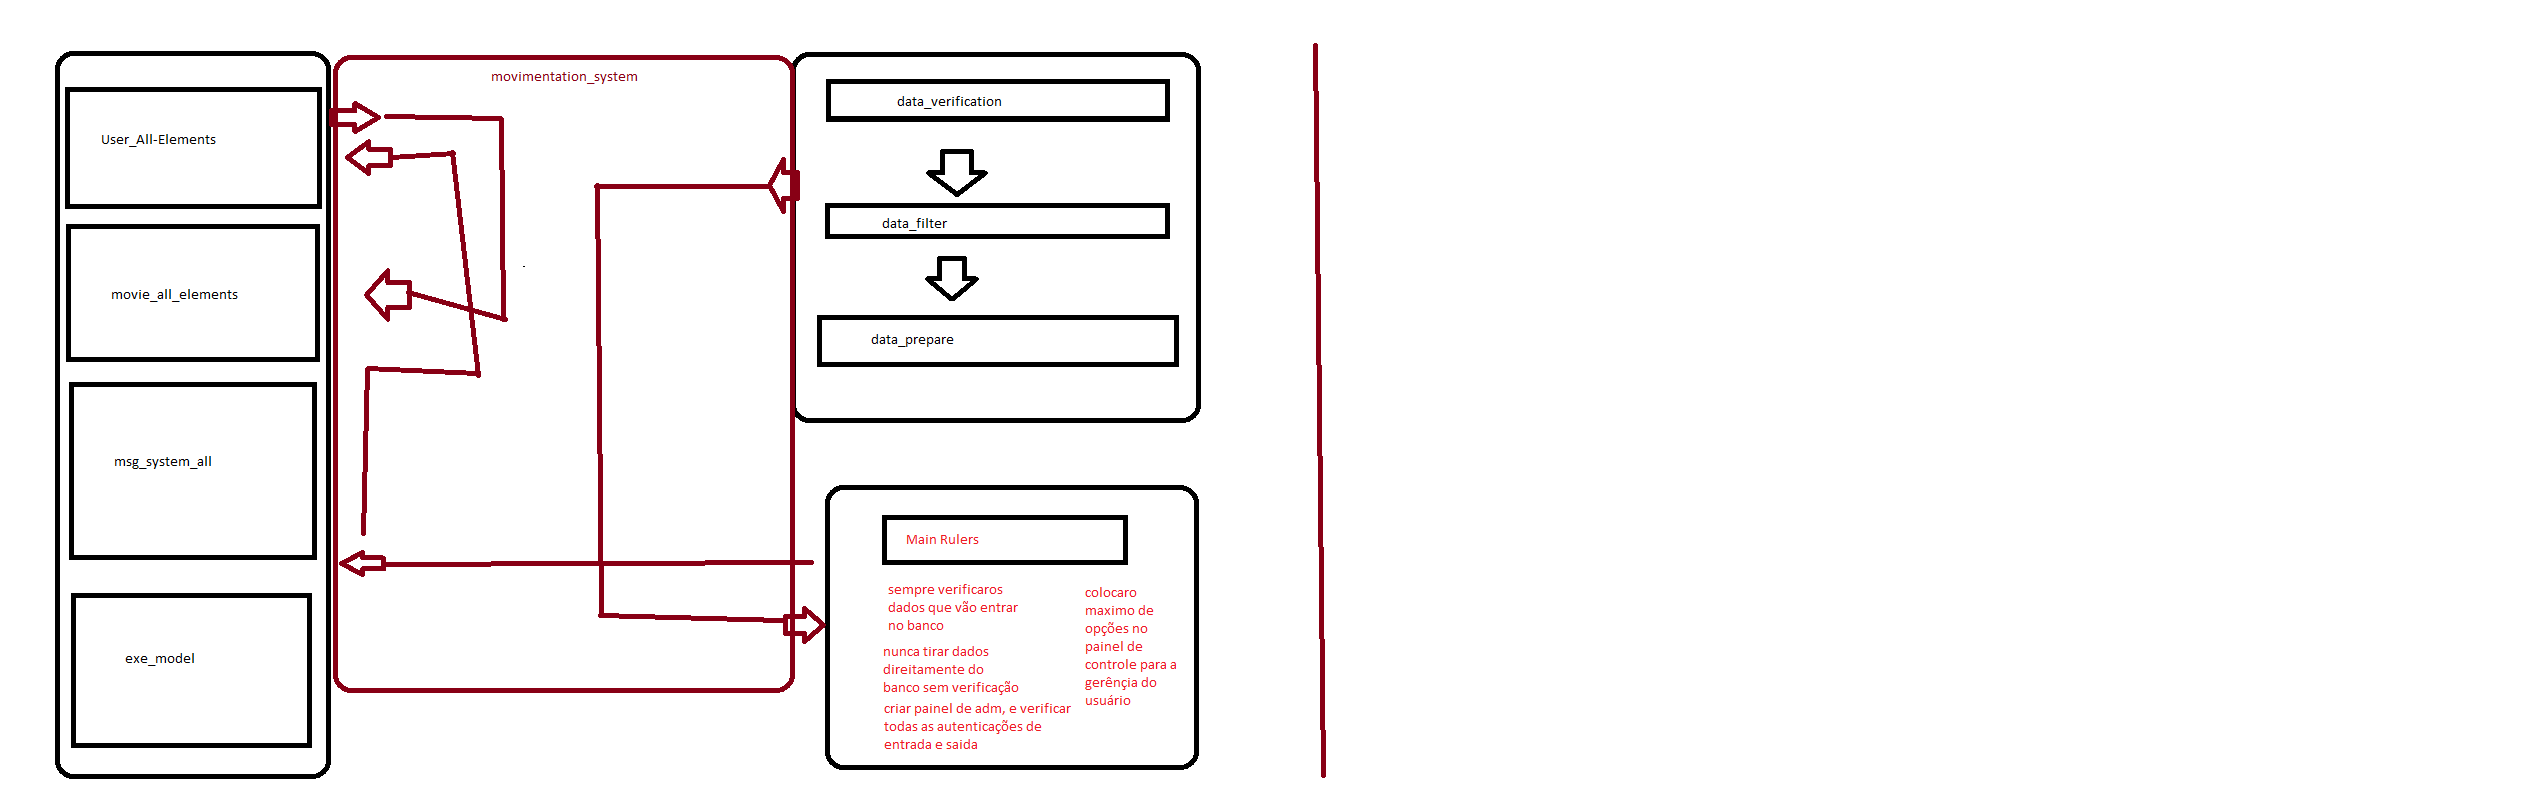 movimentation_system
User_All-Elements
movie_all_elements
msg_system_all
exe_model
data_verification
data_filter
data_prepare
Main Rulers
sempre verificaros
dados que vão entrar
no banco
nunca tirar dados
direitamente do
banco sem verificação
criar painel de adm, e verificar
todas as autenticações de
entrada e saida
colocaro
maximo de
opções no
painel de
controle para a
gerênçia do
usuário